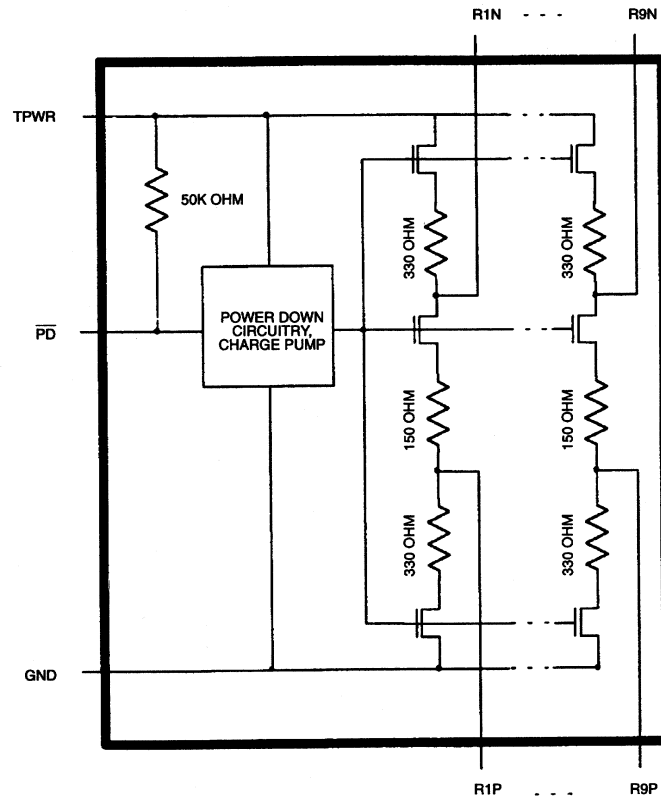 R1N - - - R9N
TPWR
50K OHM
330 OHM
330 OHM
POWER DOWN
CIRCUITRY,
CHARGE PUMP
PD
150 OHM
150 OHM
330 OHM
330 OHM
GND
R1P - - - R9P